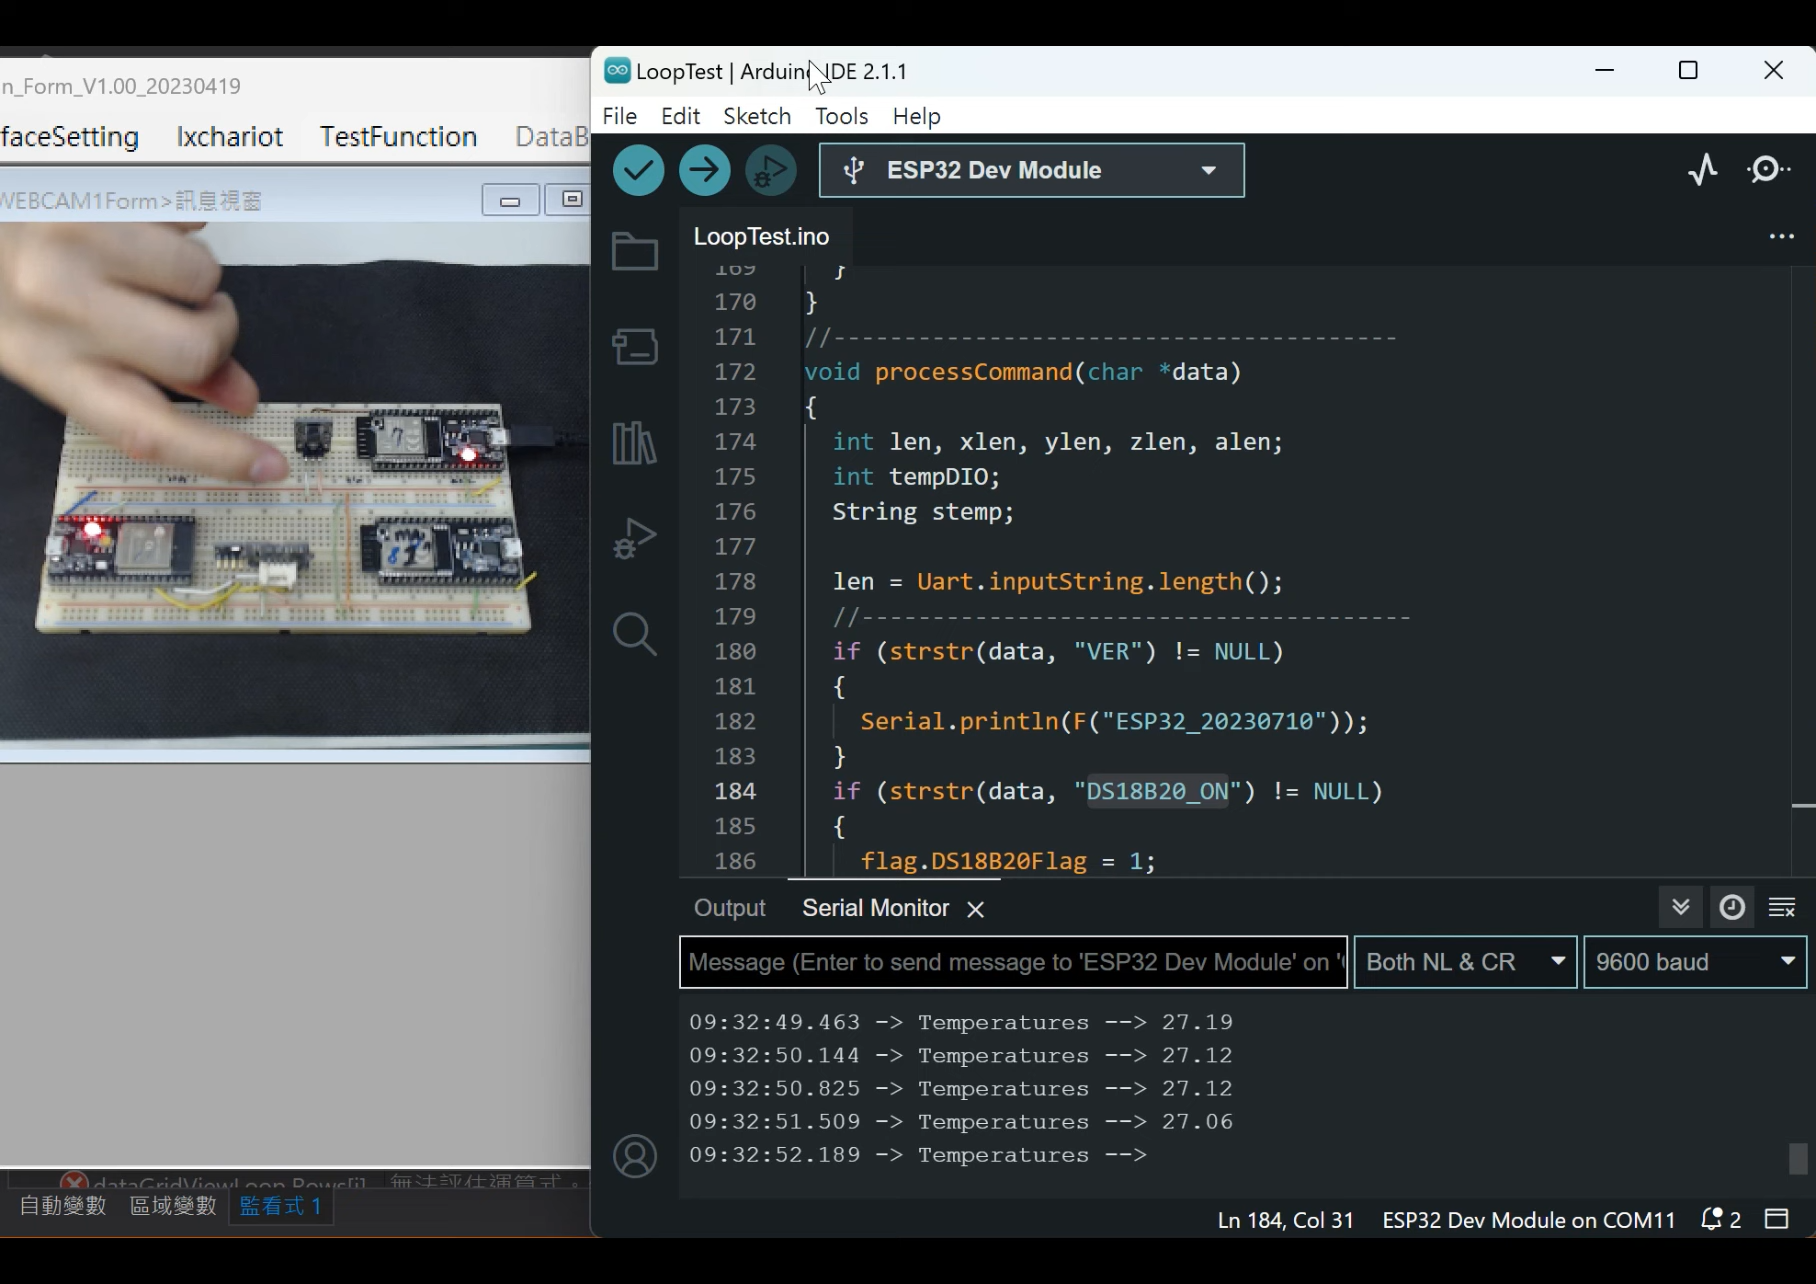 n_Form_V1.00_20230419
faceSetting Ixchariot TestFunction DataB
WEBCAM1Form>訊息視窗
自動變數 區域變數 監看式 1
LoopTest | Arduino IDE 2.1.1
File Edit Sketch Tools Help
ESP32 Dev Module
LoopTest.ino
169 }
170 }
171 //----------------------------------------
172 void processCommand(char *data)
173 {
174 int len, xlen, ylen, zlen, alen;
175 int tempDIO;
176 String stemp;
177
178 len = Uart.inputString.length();
179 //---------------------------------------
180 if (strstr(data, "VER") != NULL)
181 {
182 Serial.println(F("ESP32_20230710"));
183 }
184 if (strstr(data, "DS18B20_ON") != NULL)
185 {
186 flag.DS18B20Flag = 1;
Output Serial Monitor
Message (Enter to send message to 'ESP32 Dev Module' on '
Both NL & CR
9600 baud
09:32:49.463 -> Temperatures --> 27.19
09:32:50.144 -> Temperatures --> 27.12
09:32:50.825 -> Temperatures --> 27.12
09:32:51.509 -> Temperatures --> 27.06
09:32:52.189 -> Temperatures -->
Ln 184, Col 31 ESP32 Dev Module on COM11 2